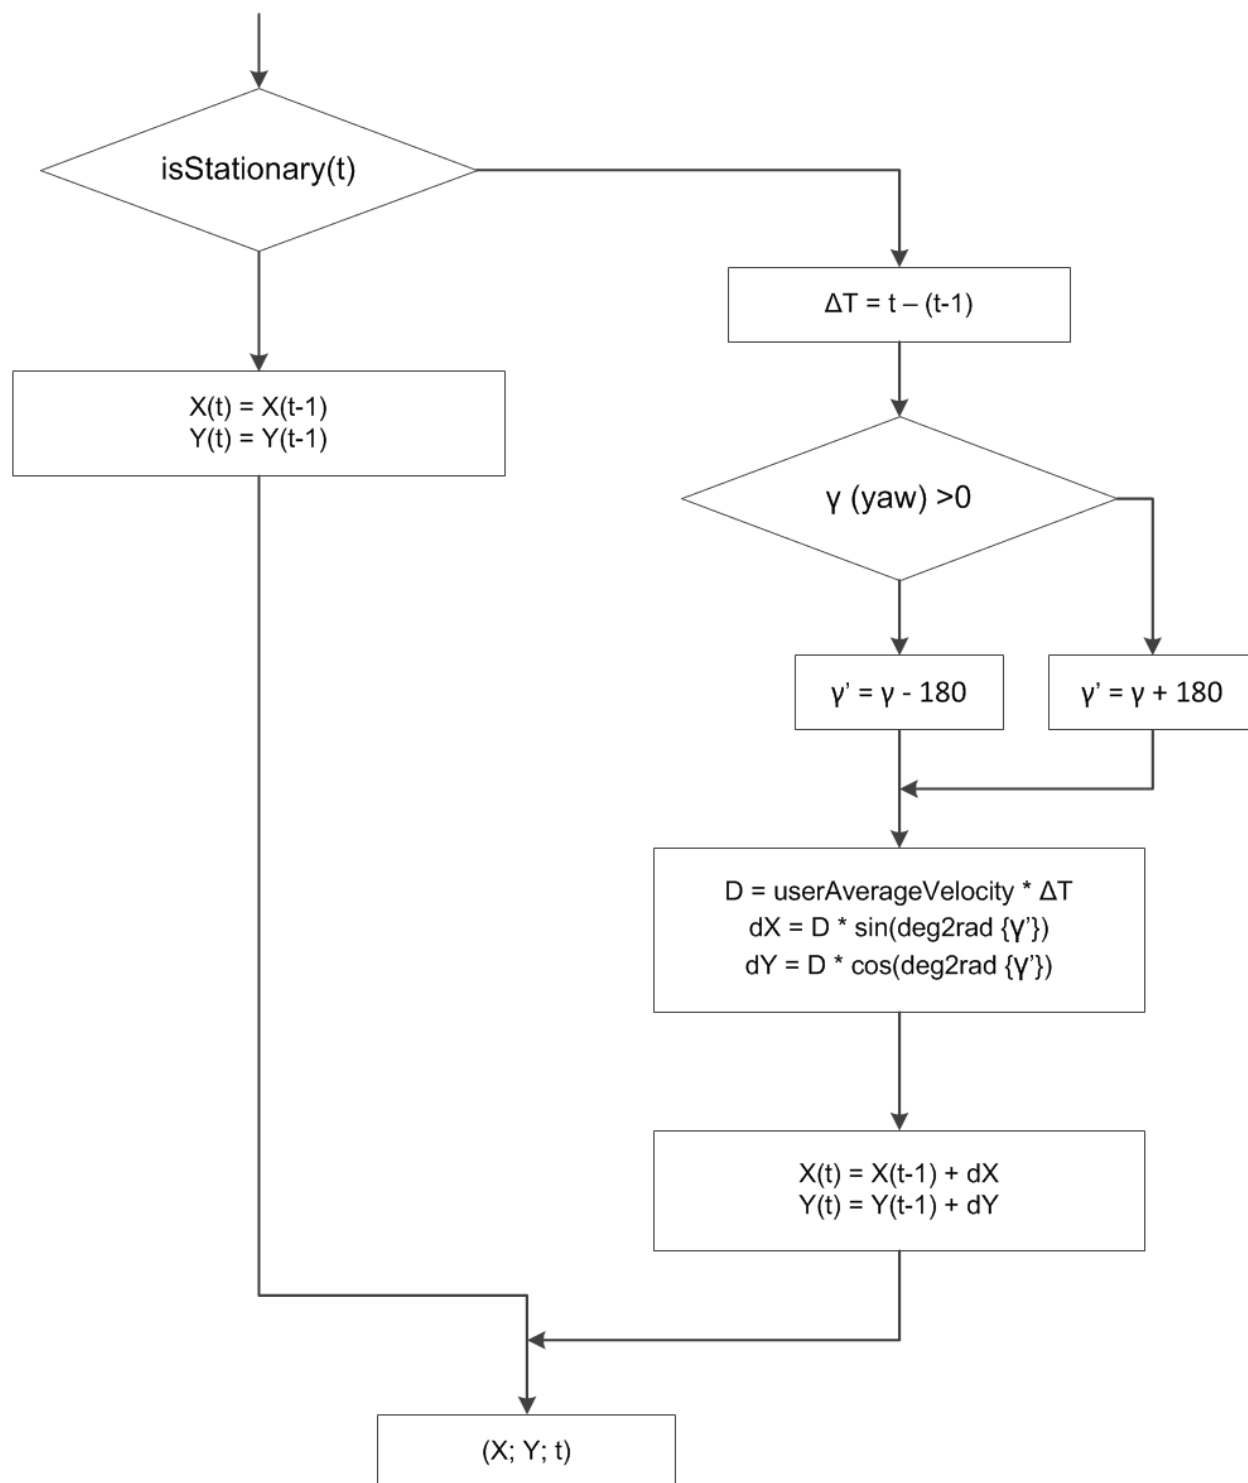 isStationary(t)
ΔT = t – (t-1)
X(t) = X(t-1)
Y(t) = Y(t-1)
γ (yaw) >0
γ’ = γ - 180
γ’ = γ + 180
D = userAverageVelocity * ΔT
dX = D * sin(deg2rad {γ’})
dY = D * cos(deg2rad {γ’})
X(t) = X(t-1) + dX
Y(t) = Y(t-1) + dY
(X; Y; t)